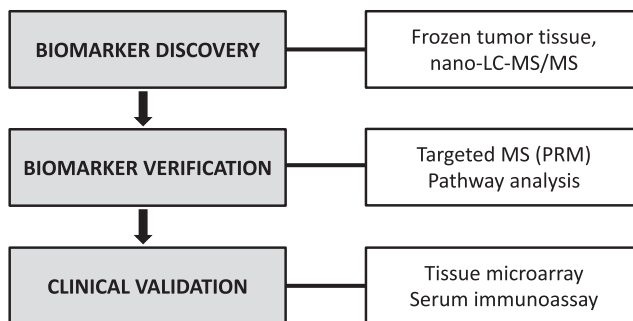 BIOMARKER DISCOVERY
Frozen tumor tissue,
nano-LC-MS/MS
BIOMARKER VERIFICATION
Targeted MS (PRM)
Pathway analysis
CLINICAL VALIDATION
Tissue microarray
Serum immunoassay